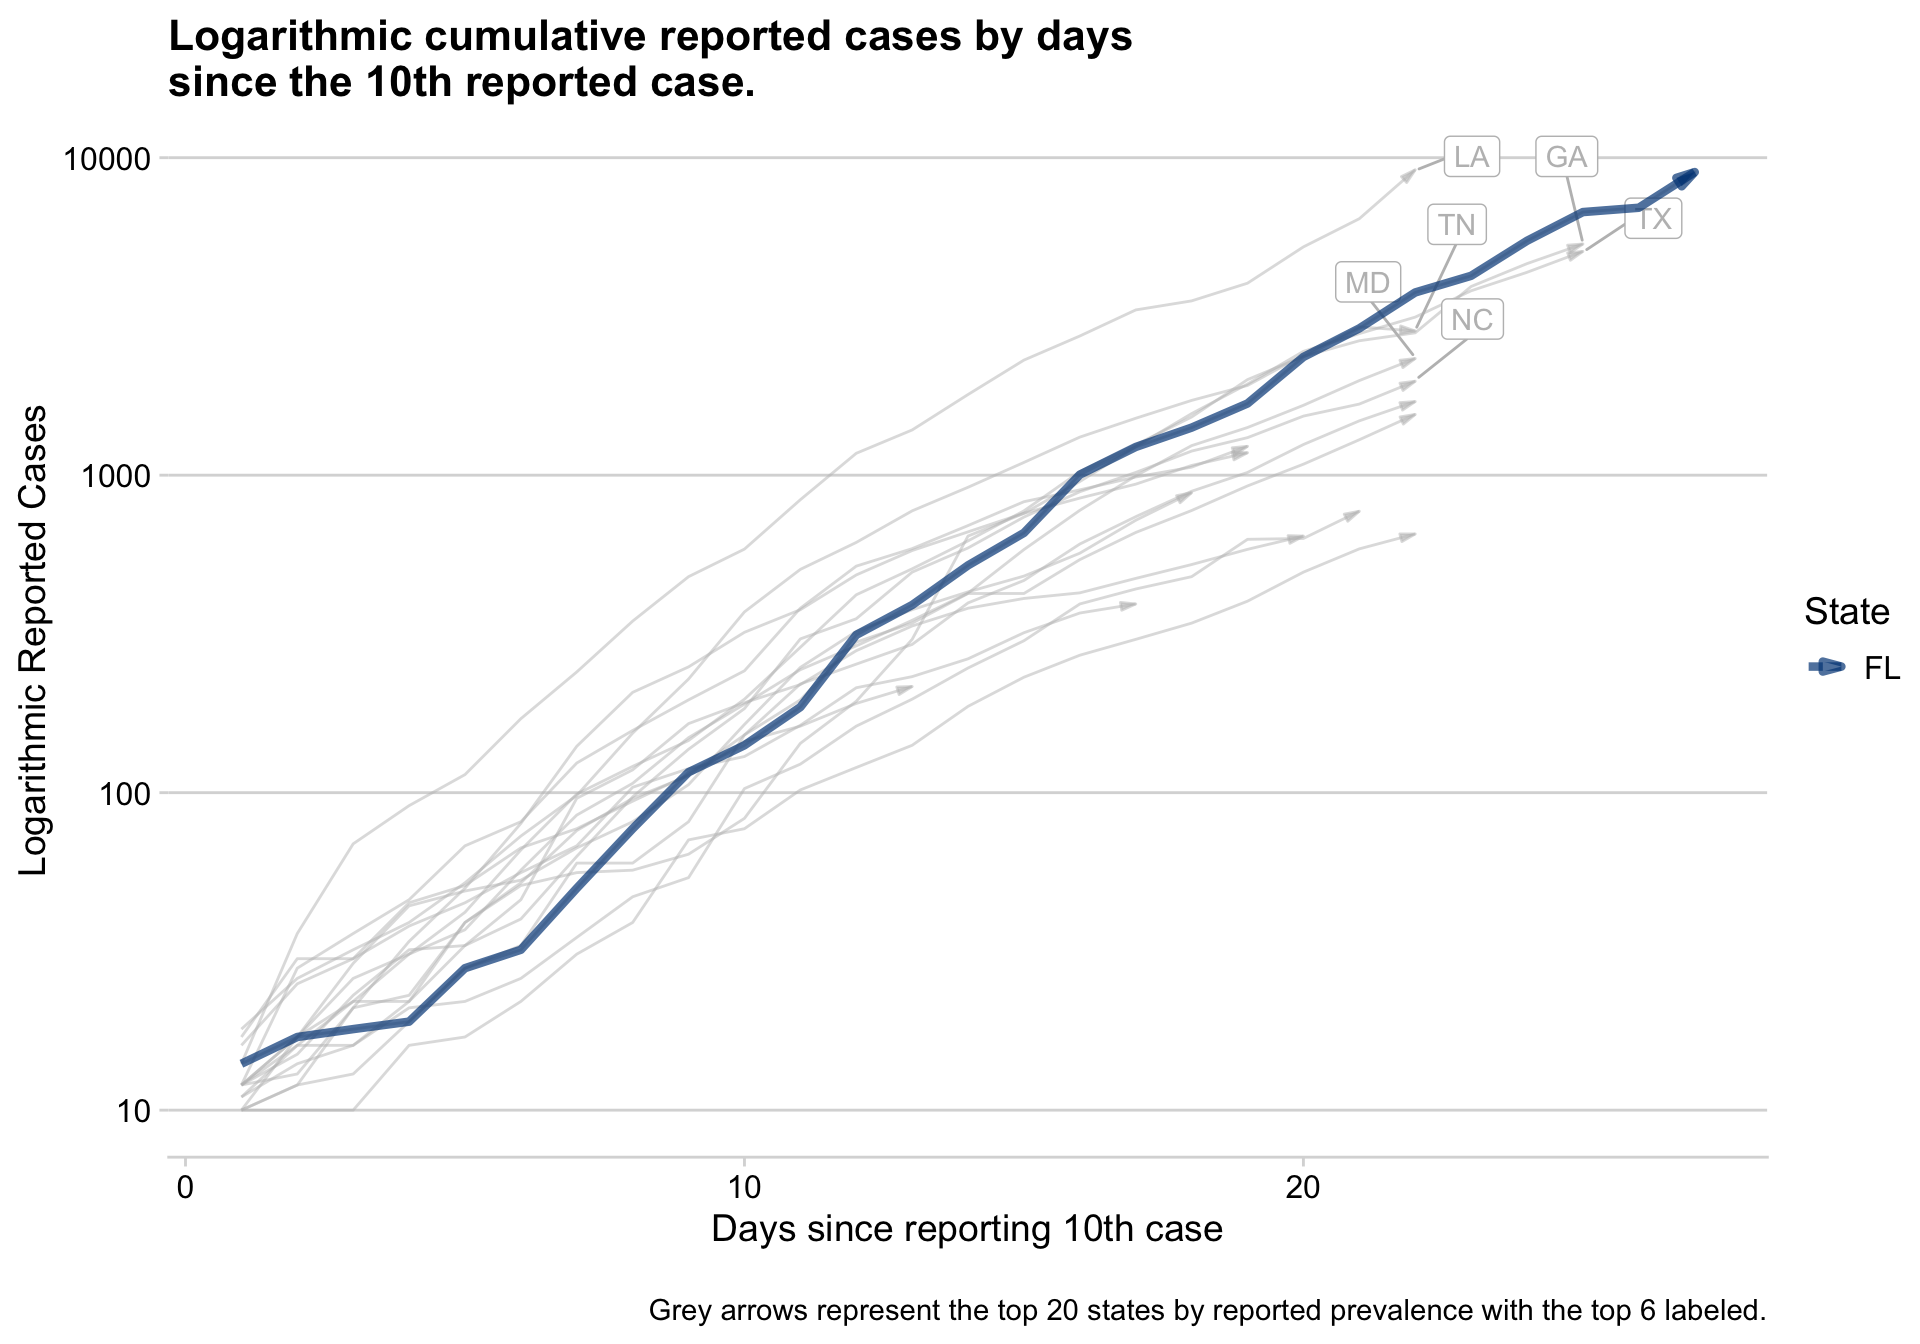 Logarithmic cumulative reported cases by days
since the 10th reported case.
10000
1000
100
10
Logarithmic Reported Cases
LA
GA
TN
TX
MD
NC
State
FL
0
10
20
Days since reporting 10th case
Grey arrows represent the top 20 states by reported prevalence with the top 6 labeled.